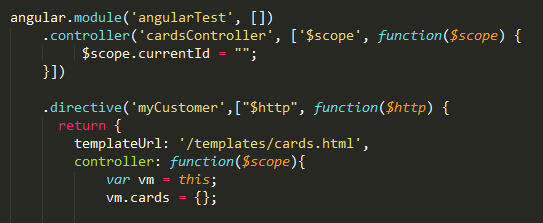 angular.module('angularTest', [])
    .controller('cardsController', ['$scope', function($scope) {
        $scope.currentId = "";
    }])
    .directive('myCustomer',["$http", function($http) {
      return {
        templateUrl: '/templates/cards.html',
        controller: function($scope){
            var vm = this;
            vm.cards = {};